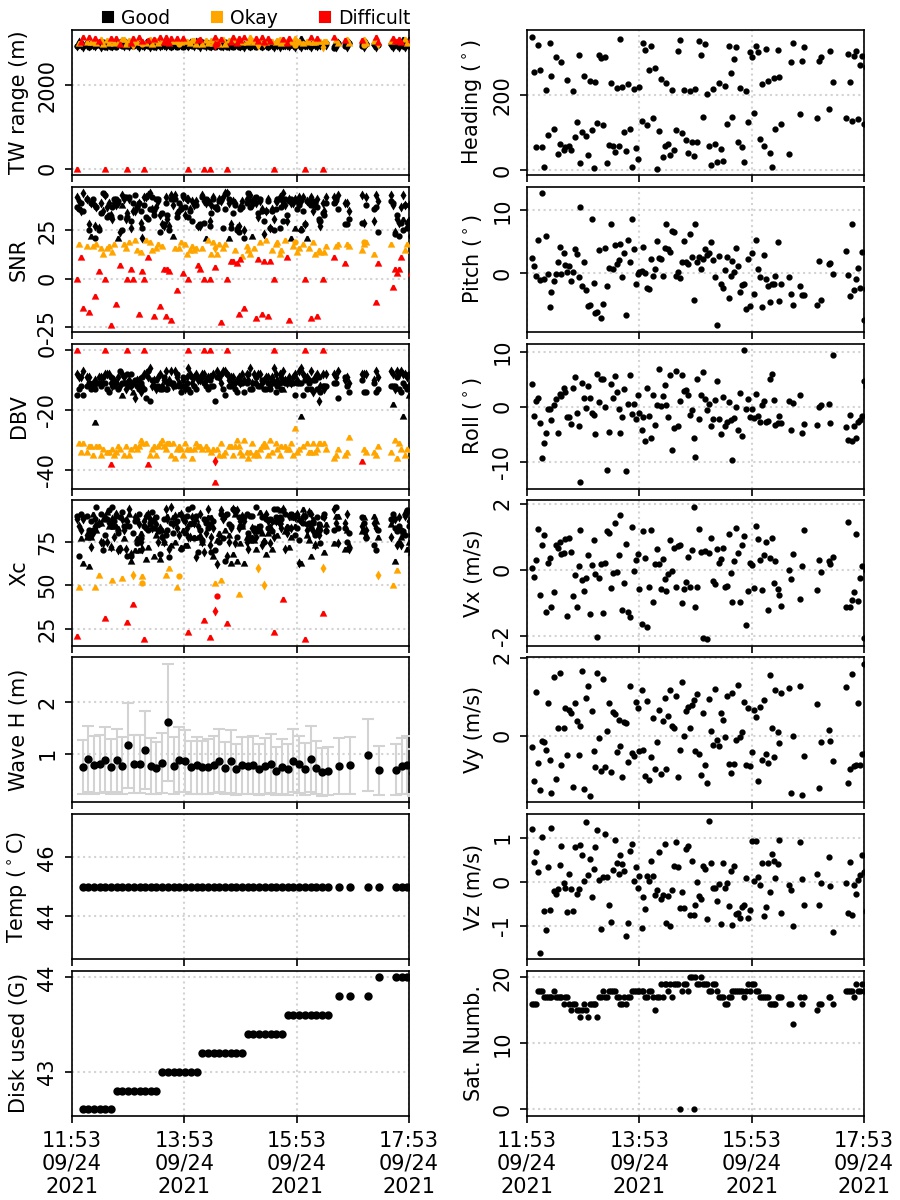 Good Okay Difficult
TW range (m)
2000
0
Heading (°)
200
0
SNR
25
0
-25
Pitch (°)
10
0
DBV
0
-20
-40
Roll (°)
10
0
-10
Xc
75
50
25
Vx (m/s)
2
0
-2
Wave H (m)
2
1
Vy (m/s)
2
0
Temp (°C)
46
44
Vz (m/s)
1
0
-1
Disk used (G)
44
43
Sat. Numb.
20
10
0
11:53 13:53 15:53 17:53 11:53 13:53 15:53 17:53
09/24 09/24 09/24 09/24 09/24 09/24 09/24 09/24
2021 2021 2021 2021 2021 2021 2021 2021